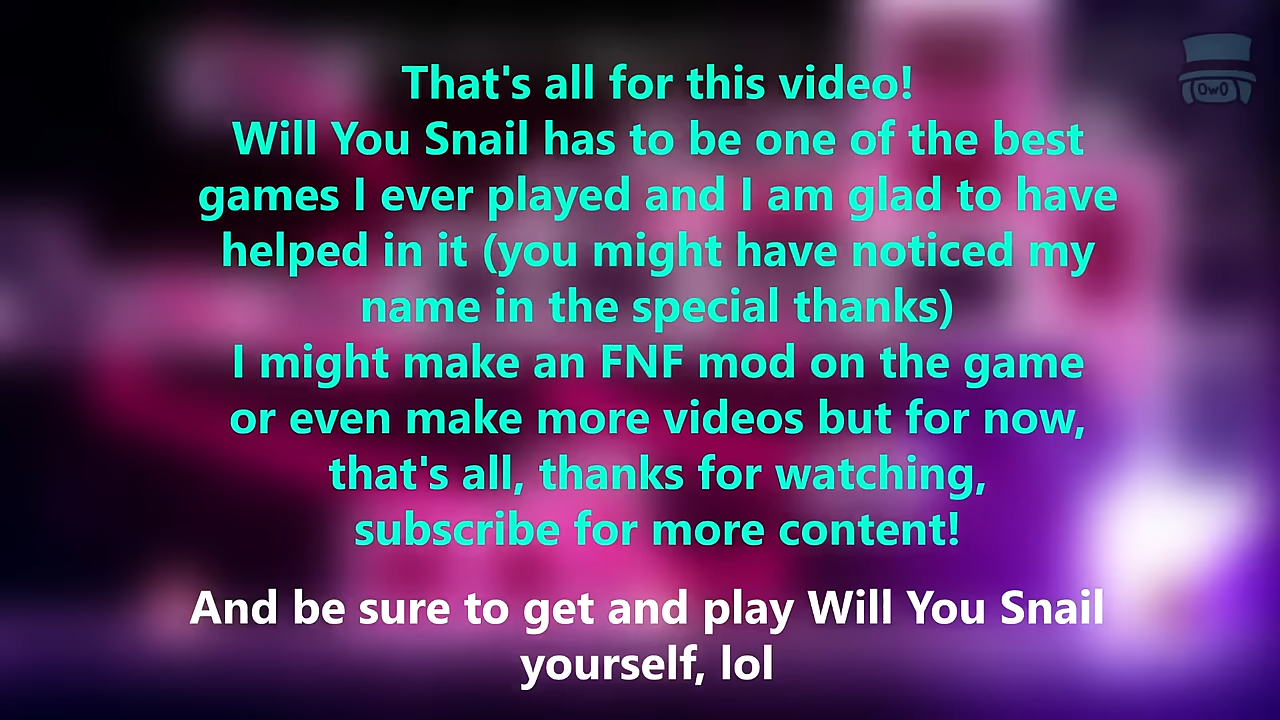 OwO
That's all for this video!
Will You Snail has to be one of the best
games I ever played and I am glad to have
helped in it (you might have noticed my
name in the special thanks)
I might make an FNF mod on the game
or even make more videos but for now,
that's all, thanks for watching,
subscribe for more content!
And be sure to get and play Will You Snail
yourself, lol